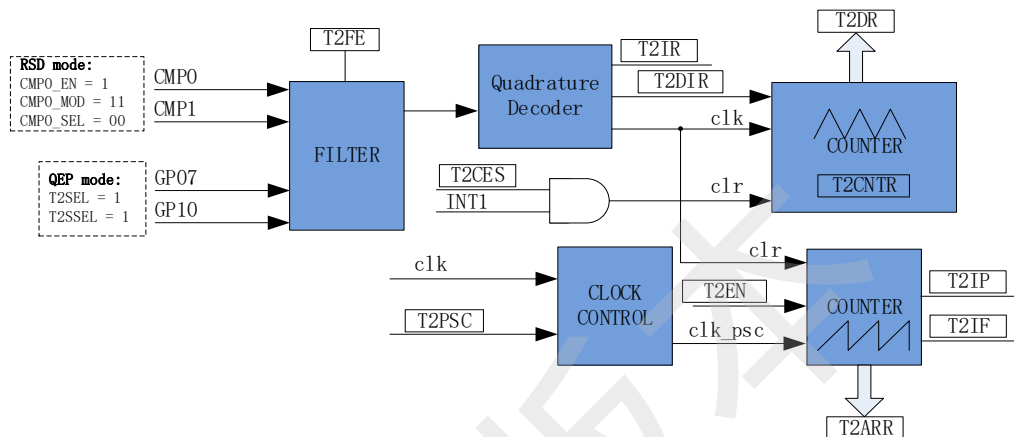 T2FE
T2DR
RSD mode:
CMP0_EN = 1
CMP0_MOD = 11
CMP0_SEL = 00
CMP0
CMP1
QEP mode:
T2SEL = 1
T2SSEL = 1
GP07
GP10
FILTER
Quadrature
Decoder
T2IR
T2DIR
clk
COUNTER
T2CNTR
T2CES
INT1
clr
clk
T2PSC
CLOCK
CONTROL
clr
T2EN
clk_psc
COUNTER
T2IP
T2IF
T2ARR
版本